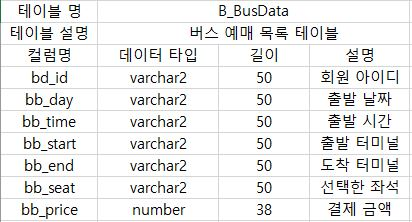 테이블 명 B_BusData
테이블 설명 버스 예매 목록 테이블
컬럼명 데이터 타입 길이 설명
bd_id varchar2 50 회원 아이디
bb_day varchar2 50 출발 날짜
bb_time varchar2 50 출발 시간
bb_start varchar2 50 출발 터미널
bb_end varchar2 50 도착 터미널
bb_seat varchar2 50 선택한 좌석
bb_price number 38 결제 금액